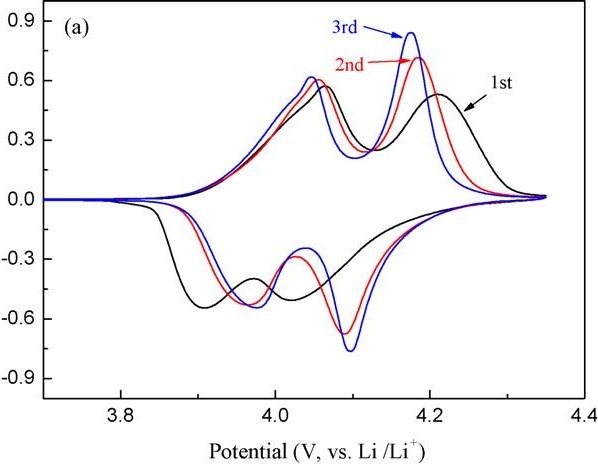 (a)
3rd
2nd
1st
0.9
0.6
0.3
0.0
-0.3
-0.6
-0.9
3.8 4.0 4.2 4.4
Potential (V, vs. Li /Li+)